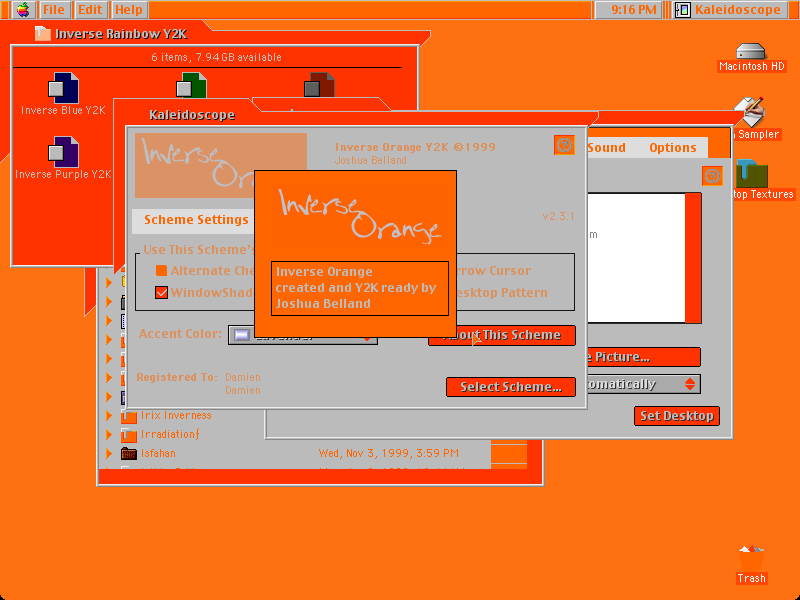 File Edit Help
9:16 PM
Kaleidoscope
Inverse Rainbow Y2K
6 items, 7.94 GB available
Inverse Blue Y2K
Inverse Purple Y2K
Macintosh HD
Sampler
top Textures
Trash
Kaleidoscope
Inverse
Inverse Orange Y2K ©1999
Joshua Belland
v2.3.1
Scheme Settings
Use This Scheme's
Alternate
rrow Cursor
esktop Pattern
Accent Color:
About This Scheme
Registered To: Damien
Damien
Select Scheme...
Inverse
Orange
Inverse Orange
created and Y2K ready by
Joshua Belland
Sound Options
Picture...
omatically
Set Desktop
Irix Inverness
Irradiationƒ
Isfahan
Wed, Nov 3, 1999, 3:59 PM